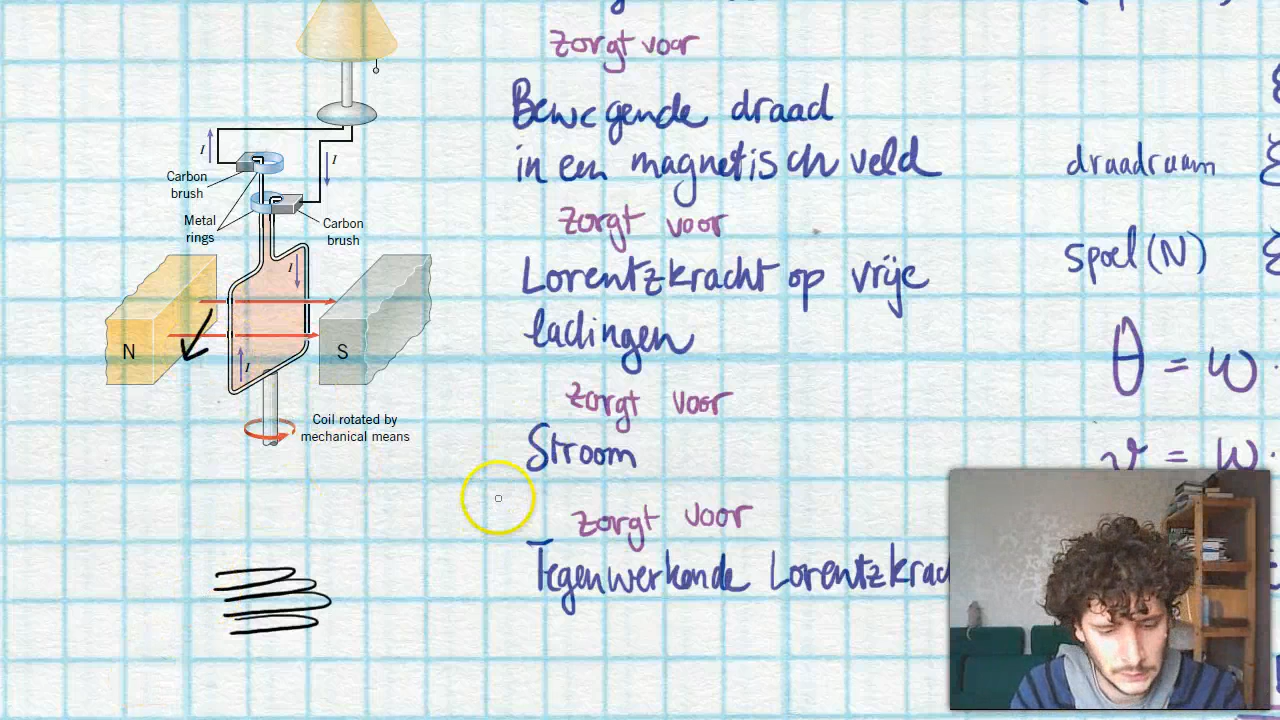 zorgt voor
Bewegende draad
in een magnetisch veld
zorgt voor
Lorentzkracht op vrije
ladingen
zorgt voor
Stroom
zorgt voor
Tegenwerkende Lorentzkrac
I
I
Carbon
brush
Metal
rings
Carbon
brush
I
N
S
I
Coil rotated by
mechanical means
draadraam {
spoel (N) {
θ = ω ·
v = ω ·